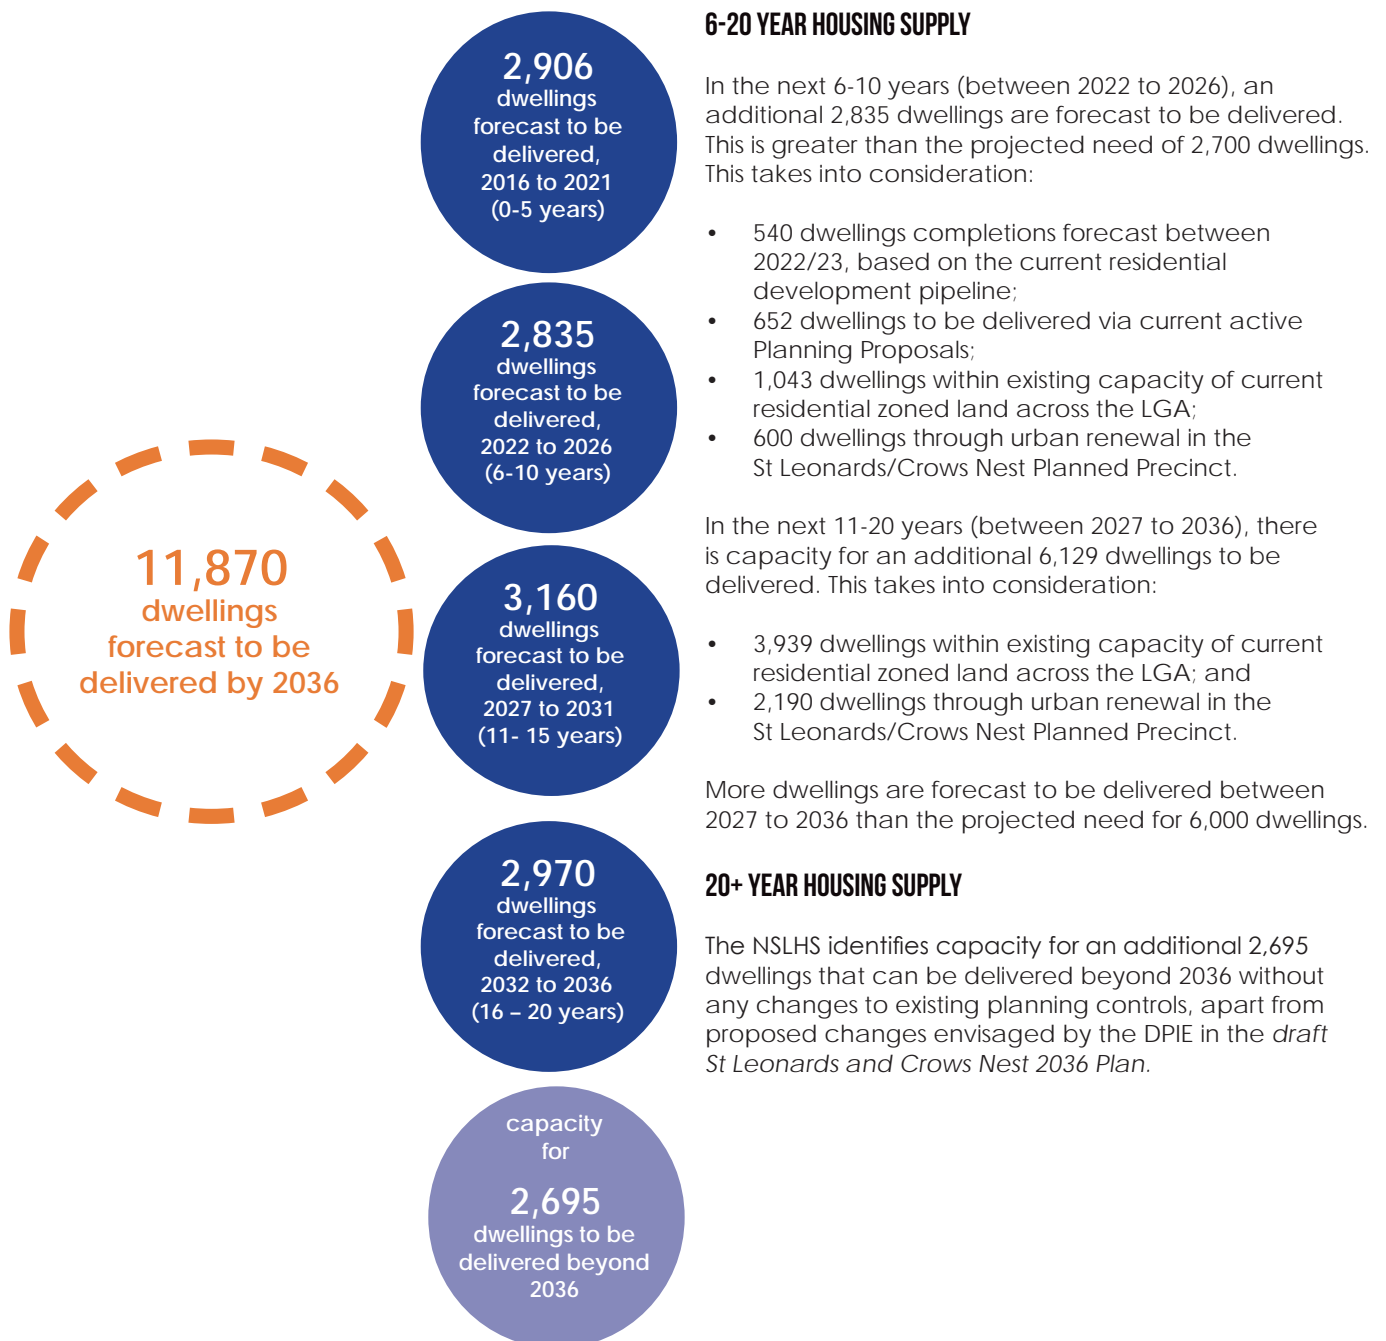 11,870
dwellings
forecast to be
delivered by 2036
2,906
dwellings
forecast to be
delivered,
2016 to 2021
(0-5 years)
2,835
dwellings
forecast to be
delivered,
2022 to 2026
(6-10 years)
3,160
dwellings
forecast to be
delivered,
2027 to 2031
(11- 15 years)
2,970
dwellings
forecast to be
delivered,
2032 to 2036
(16 – 20 years)
capacity
for
2,695
dwellings to be
delivered beyond
2036
6-20 YEAR HOUSING SUPPLY
In the next 6-10 years (between 2022 to 2026), an
additional 2,835 dwellings are forecast to be delivered.
This is greater than the projected need of 2,700 dwellings.
This takes into consideration:
• 540 dwellings completions forecast between
2022/23, based on the current residential
development pipeline;
• 652 dwellings to be delivered via current active
Planning Proposals;
• 1,043 dwellings within existing capacity of current
residential zoned land across the LGA;
• 600 dwellings through urban renewal in the
St Leonards/Crows Nest Planned Precinct.
In the next 11-20 years (between 2027 to 2036), there
is capacity for an additional 6,129 dwellings to be
delivered. This takes into consideration:
• 3,939 dwellings within existing capacity of current
residential zoned land across the LGA; and
• 2,190 dwellings through urban renewal in the
St Leonards/Crows Nest Planned Precinct.
More dwellings are forecast to be delivered between
2027 to 2036 than the projected need for 6,000 dwellings.
20+ YEAR HOUSING SUPPLY
The NSLHS identifies capacity for an additional 2,695
dwellings that can be delivered beyond 2036 without
any changes to existing planning controls, apart from
proposed changes envisaged by the DPIE in the draft
St Leonards and Crows Nest 2036 Plan.